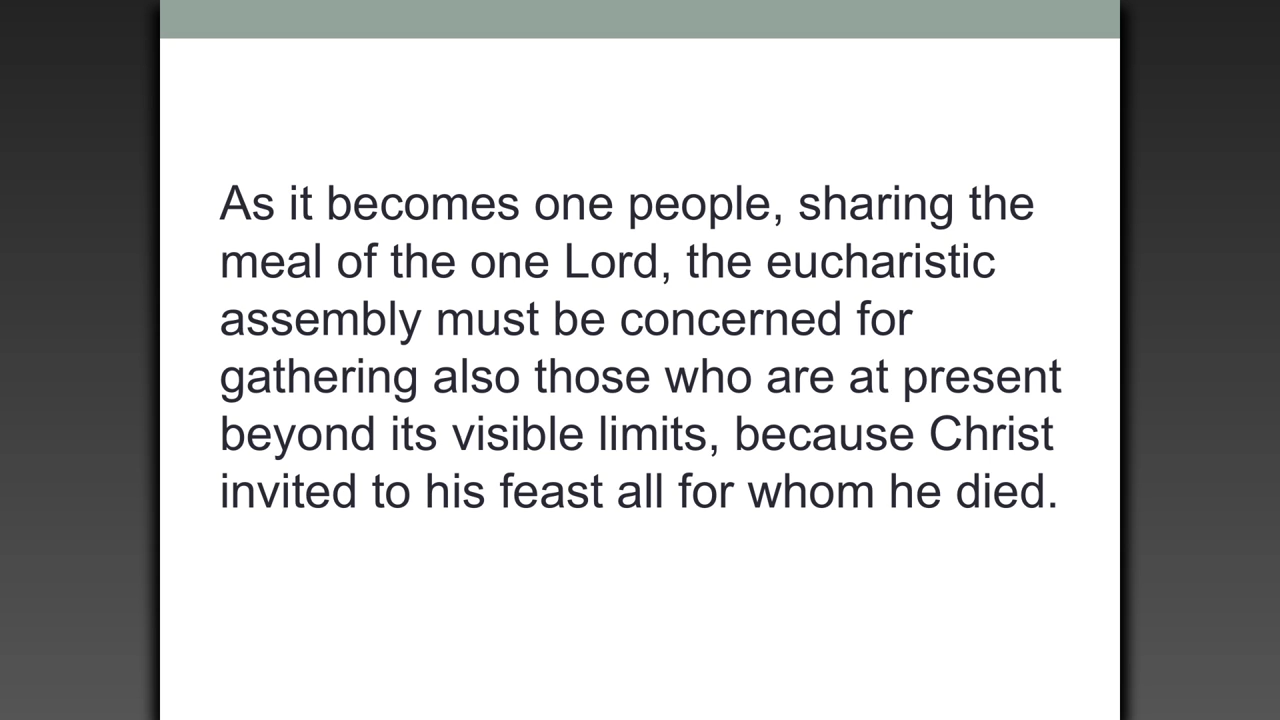 As it becomes one people, sharing the
meal of the one Lord, the eucharistic
assembly must be concerned for
gathering also those who are at present
beyond its visible limits, because Christ
invited to his feast all for whom he died.